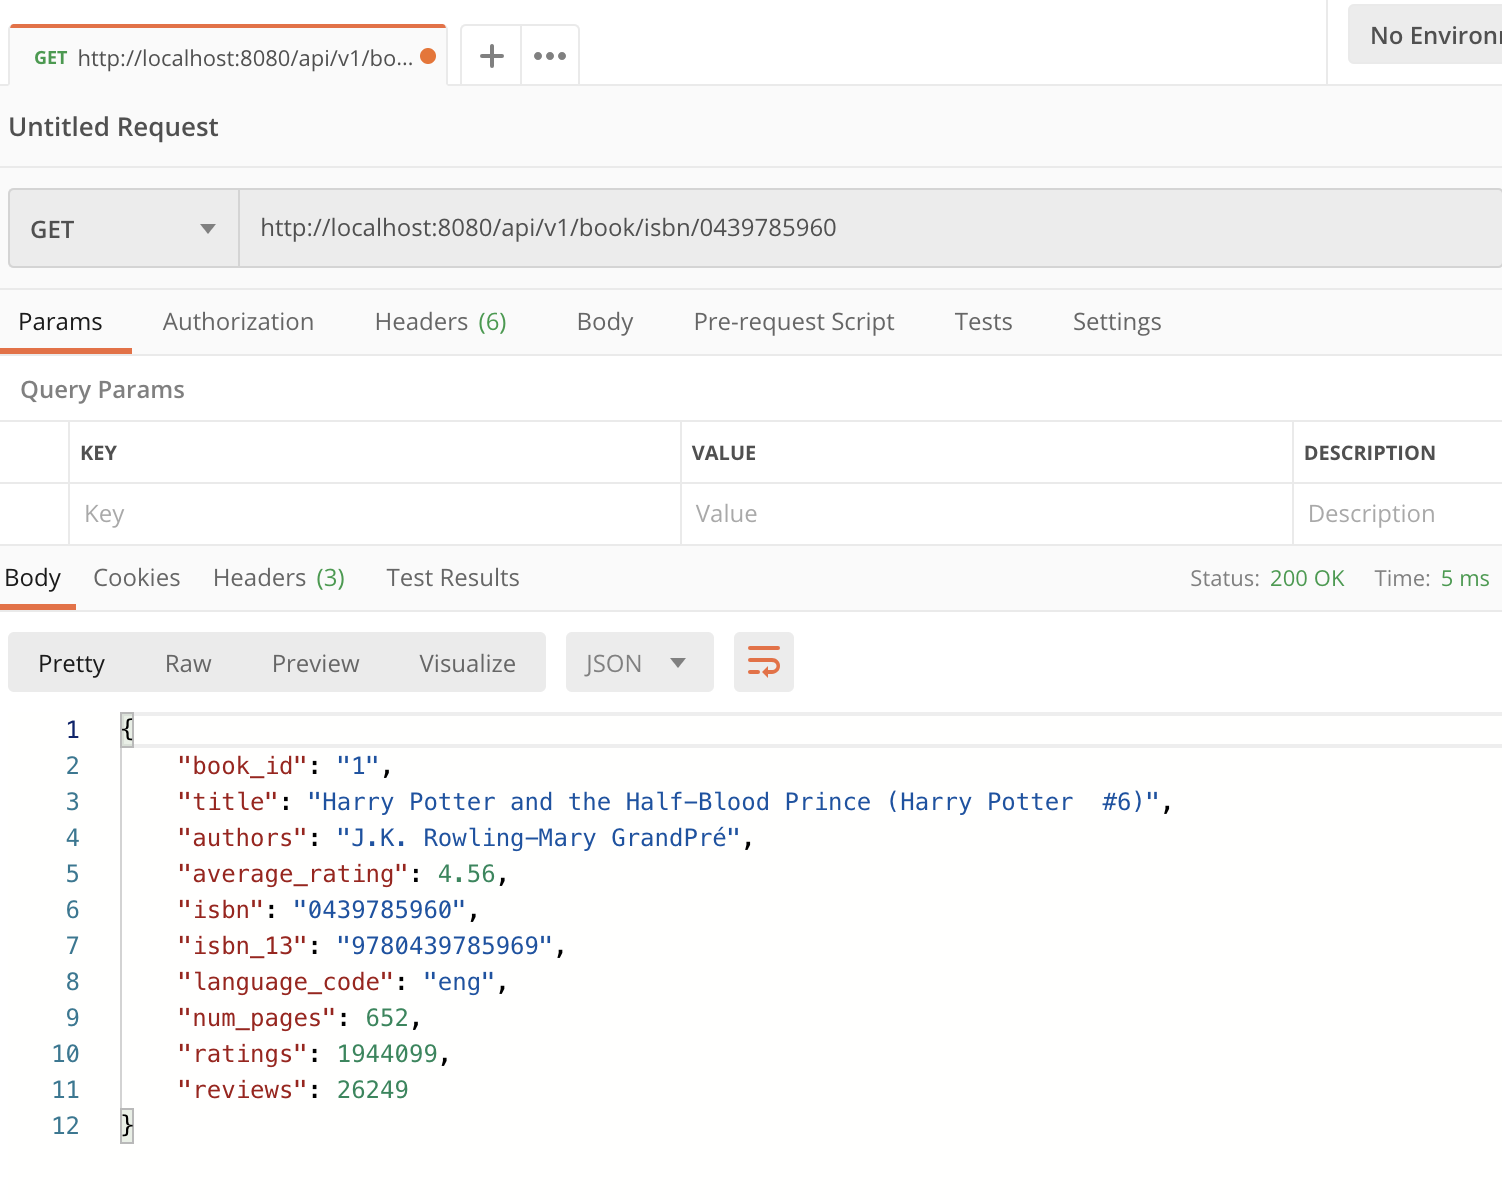 GET http://localhost:8080/api/v1/bo...
No Environ
Untitled Request
GET http://localhost:8080/api/v1/book/isbn/0439785960
Params Authorization Headers (6) Body Pre-request Script Tests Settings
Query Params
KEY VALUE DESCRIPTION
Key Value Description
Body Cookies Headers (3) Test Results Status: 200 OK Time: 5 ms
Pretty Raw Preview Visualize JSON
1 {
2 "book_id": "1",
3 "title": "Harry Potter and the Half-Blood Prince (Harry Potter  #6)",
4 "authors": "J.K. Rowling-Mary GrandPré",
5 "average_rating": 4.56,
6 "isbn": "0439785960",
7 "isbn_13": "9780439785969",
8 "language_code": "eng",
9 "num_pages": 652,
10 "ratings": 1944099,
11 "reviews": 26249
12 }